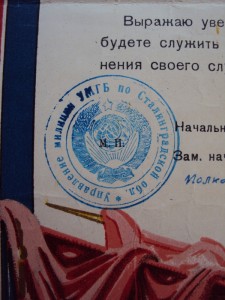 Выражаю уве
будете служить
нения своего сл
Управление милиции УМГБ по Сталинградской обл.
М. П.
Начальн
Зам. нач